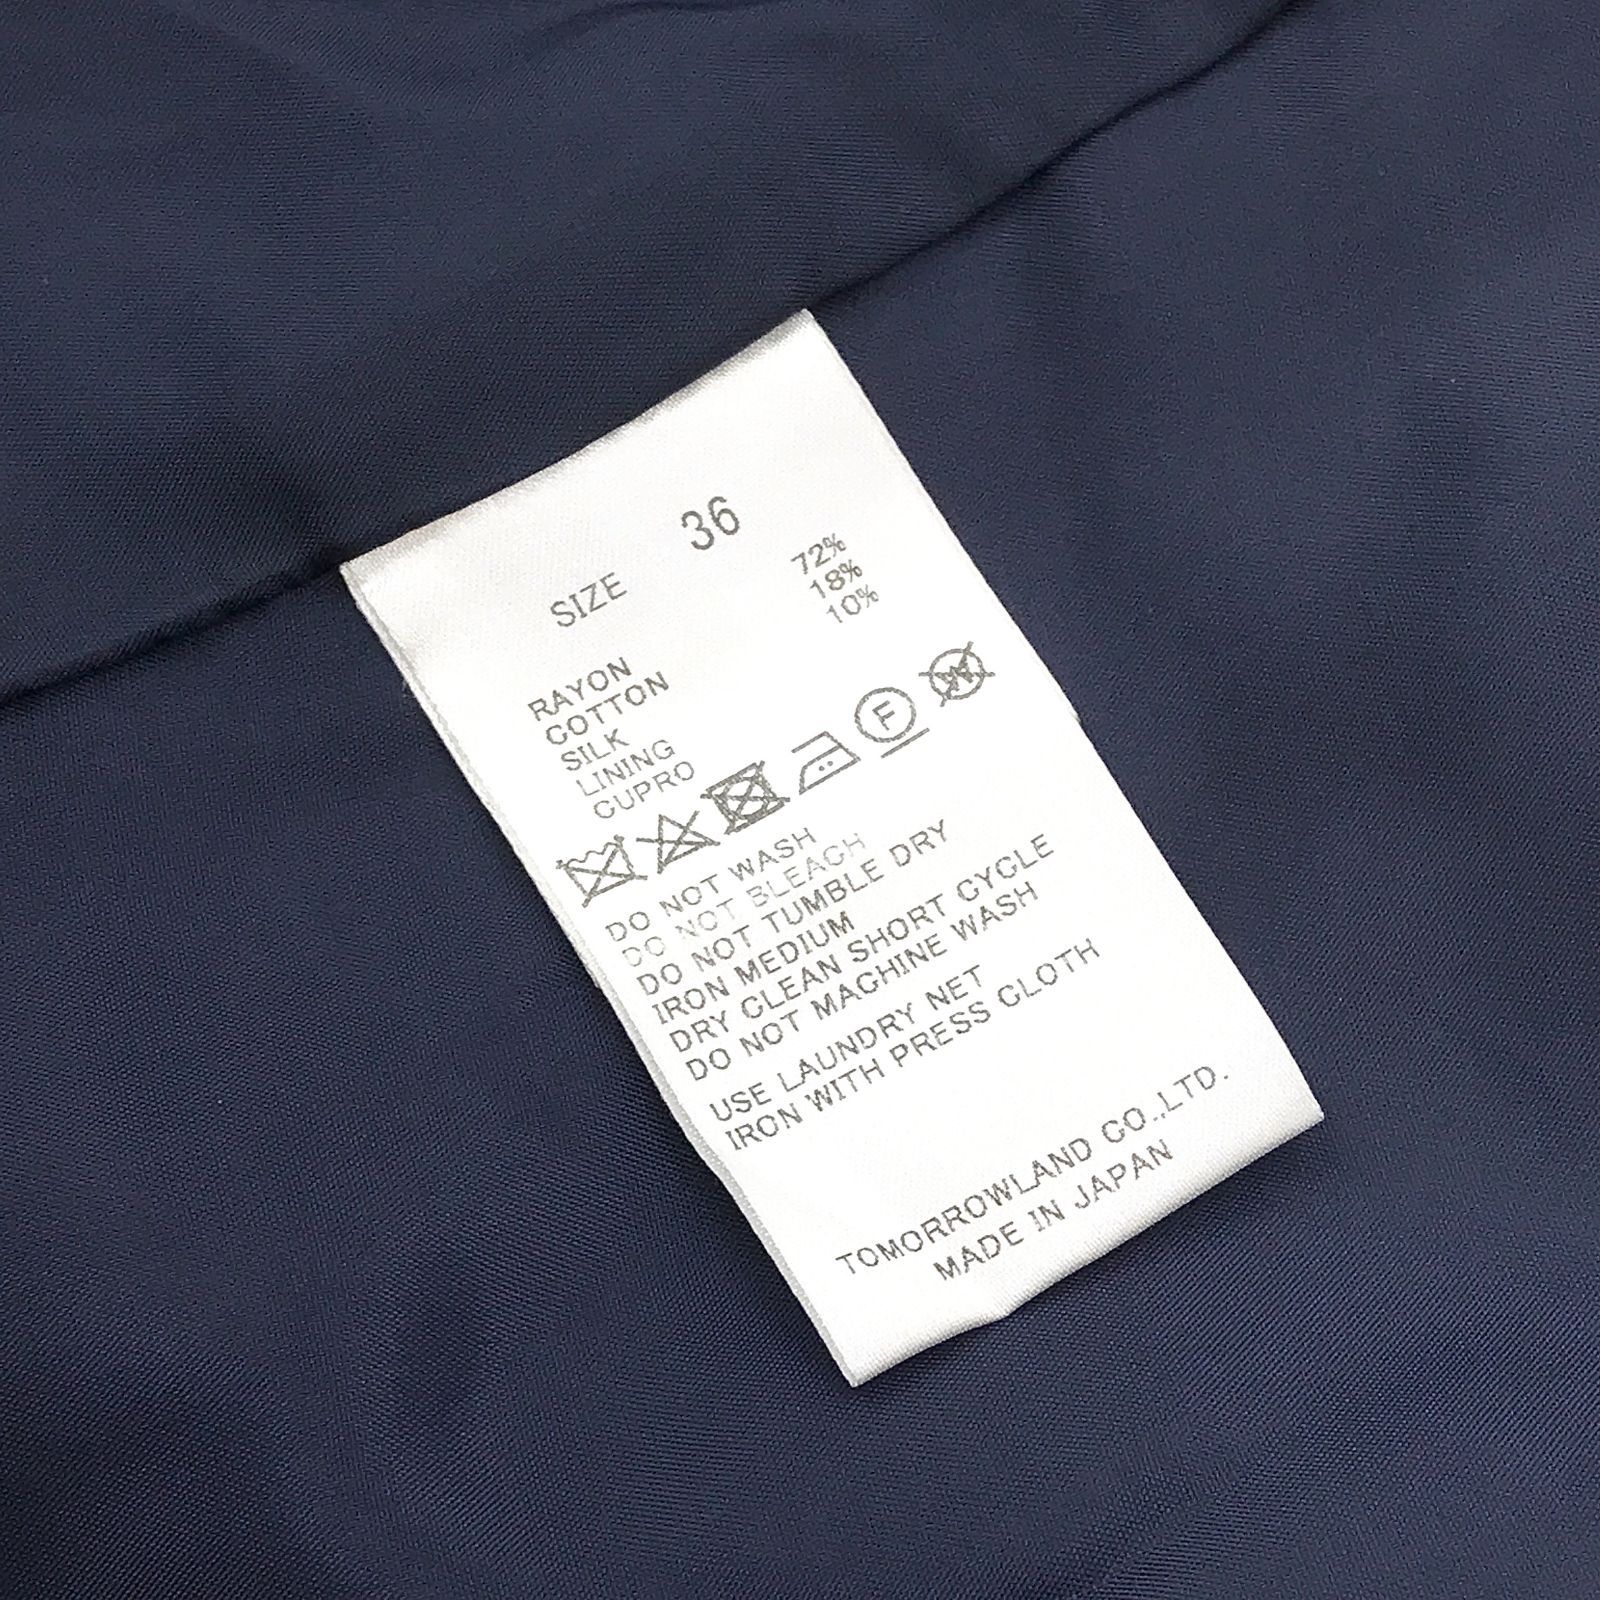 SIZE 36
RAYON 72%
COTTON 18%
SILK 10%
LINING
CUPRO
F W
DO NOT WASH
DO NOT BLEACH
DO NOT TUMBLE DRY
IRON MEDIUM
DRY CLEAN SHORT CYCLE
DO NOT MACHINE WASH
USE LAUNDRY NET
IRON WITH PRESS CLOTH
TOMORROWLAND CO.,LTD.
MADE IN JAPAN